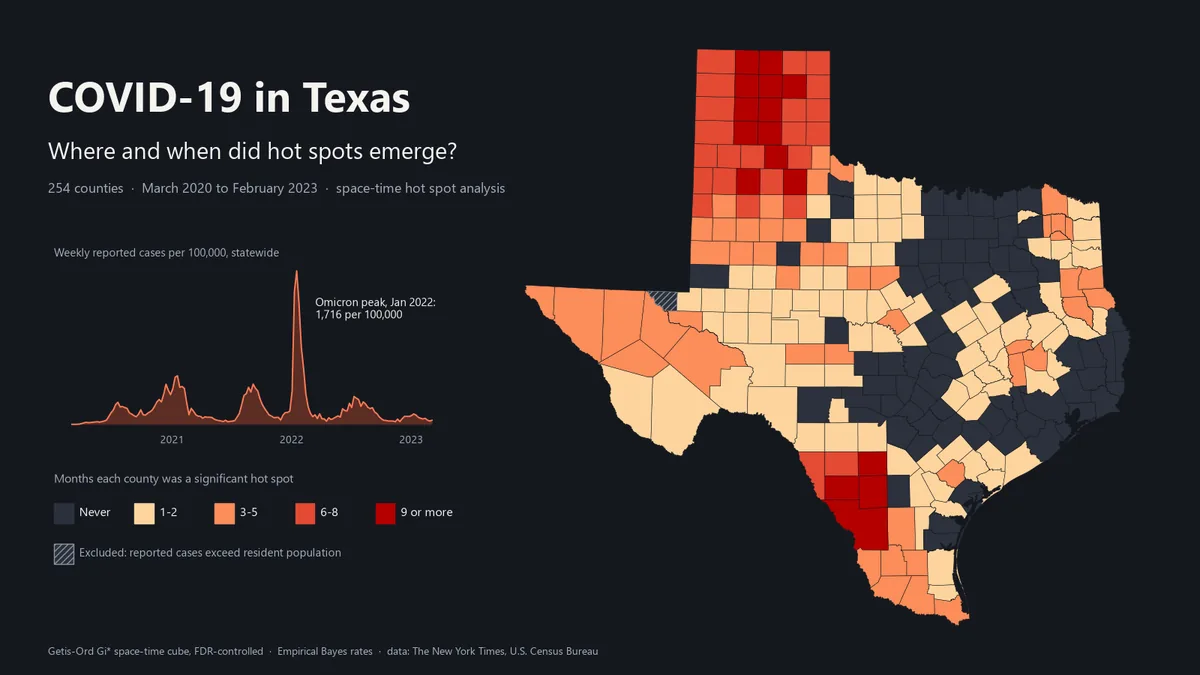 COVID-19 in Texas
Where and when did hot spots emerge?
254 counties · March 2020 to February 2023 · space-time hot spot analysis
Weekly reported cases per 100,000, statewide
Omicron peak, Jan 2022:
1,716 per 100,000
2021 2022 2023
Months each county was a significant hot spot
Never 1-2 3-5 6-8 9 or more
Excluded: reported cases exceed resident population
Getis-Ord Gi* space-time cube, FDR-controlled · Empirical Bayes rates · data: The New York Times, U.S. Census Bureau